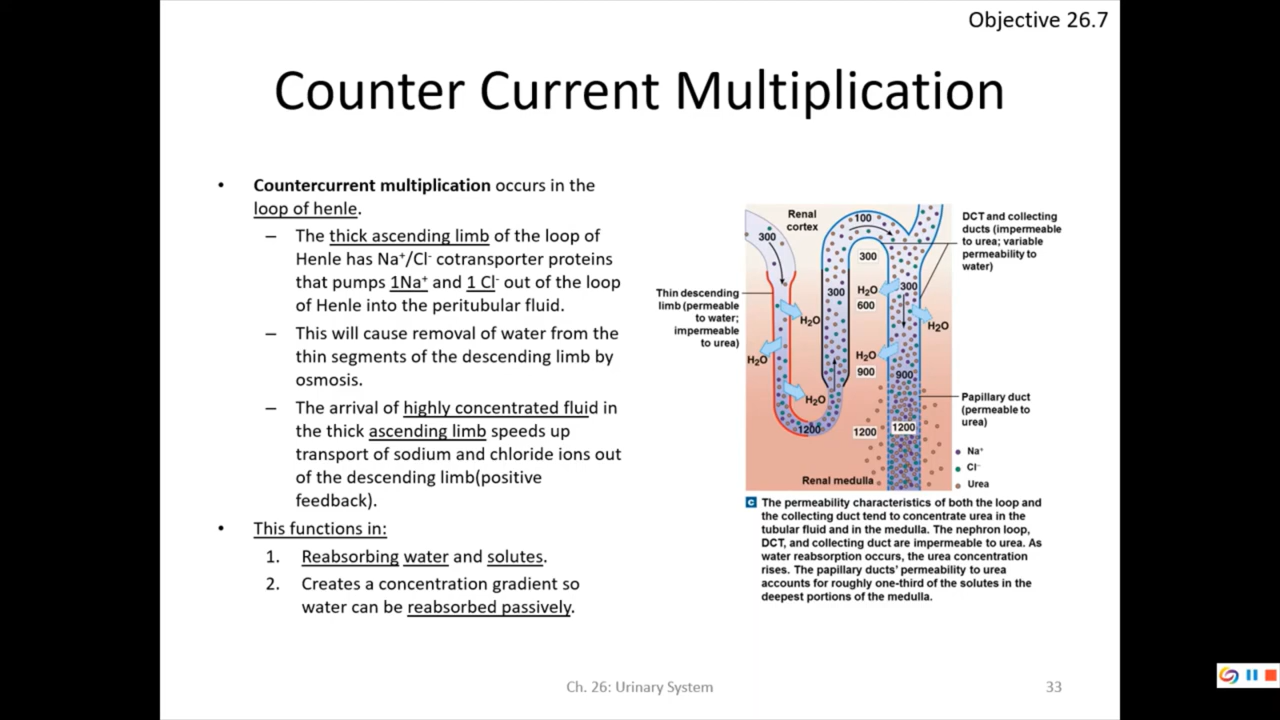 Objective 26.7
Counter Current Multiplication
• Countercurrent multiplication occurs in the
loop of henle.
– The thick ascending limb of the loop of
Henle has Na⁺/Cl⁻ cotransporter proteins
that pumps 1Na⁺ and 1 Cl⁻ out of the loop
of Henle into the peritubular fluid.
– This will cause removal of water from the
thin segments of the descending limb by
osmosis.
– The arrival of highly concentrated fluid in
the thick ascending limb speeds up
transport of sodium and chloride ions out
of the descending limb(positive
feedback).
• This functions in:
1. Reabsorbing water and solutes.
2. Creates a concentration gradient so
water can be reabsorbed passively.
Renal
cortex
300
100
300
300
300
H₂O
600
H₂O
H₂O
H₂O
H₂O
900
900
H₂O
1200
1200
1200
Renal medulla
Thin descending
limb (permeable
to water;
impermeable
to urea)
DCT and collecting
ducts (impermeable
to urea; variable
permeability to
water)
Papillary duct
(permeable to
urea)
Na⁺
Cl⁻
Urea
c The permeability characteristics of both the loop and
the collecting duct tend to concentrate urea in the
tubular fluid and in the medulla. The nephron loop,
DCT, and collecting duct are impermeable to urea. As
water reabsorption occurs, the urea concentration
rises. The papillary ducts’ permeability to urea
accounts for roughly one-third of the solutes in the
deepest portions of the medulla.
Ch. 26: Urinary System
33